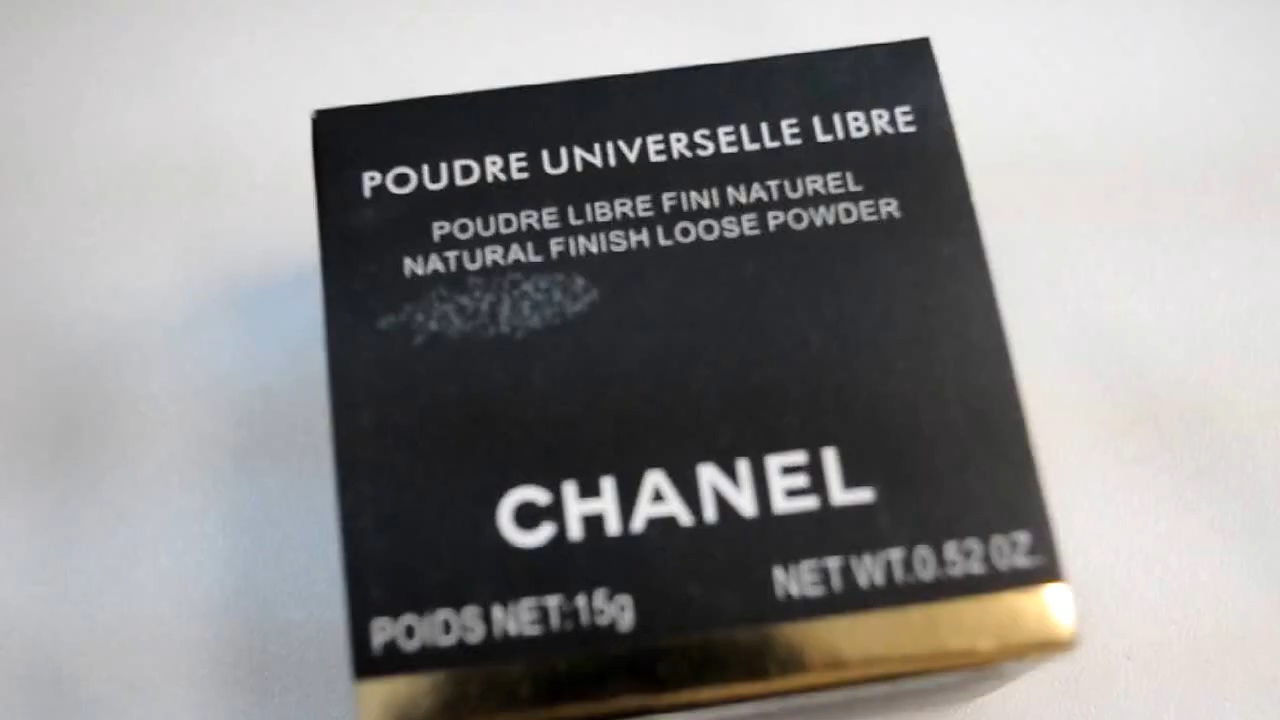 POUDRE UNIVERSELLE LIBRE
POUDRE LIBRE FINI NATUREL
NATURAL FINISH LOOSE POWDER
CHANEL
POIDS NET:15g NET WT.0.52 OZ.